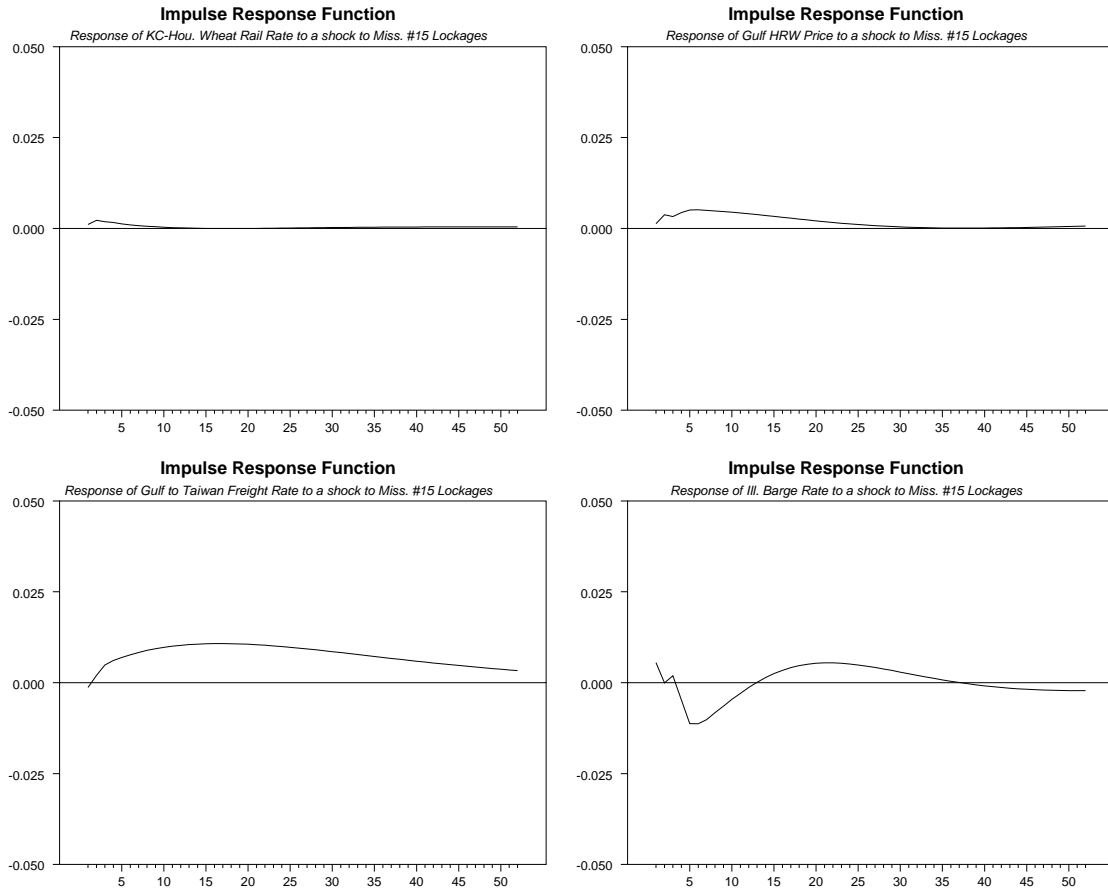 Impulse Response Function
Response of KC-Hou. Wheat Rail Rate to a shock to Miss. #15 Lockages
0.050
0.025
0.000
-0.025
-0.050
5 10 15 20 25 30 35 40 45 50
Impulse Response Function
Response of Gulf HRW Price to a shock to Miss. #15 Lockages
0.050
0.025
0.000
-0.025
-0.050
5 10 15 20 25 30 35 40 45 50
Impulse Response Function
Response of Gulf to Taiwan Freight Rate to a shock to Miss. #15 Lockages
0.050
0.025
0.000
-0.025
-0.050
5 10 15 20 25 30 35 40 45 50
Impulse Response Function
Response of Ill. Barge Rate to a shock to Miss. #15 Lockages
0.050
0.025
0.000
-0.025
-0.050
5 10 15 20 25 30 35 40 45 50